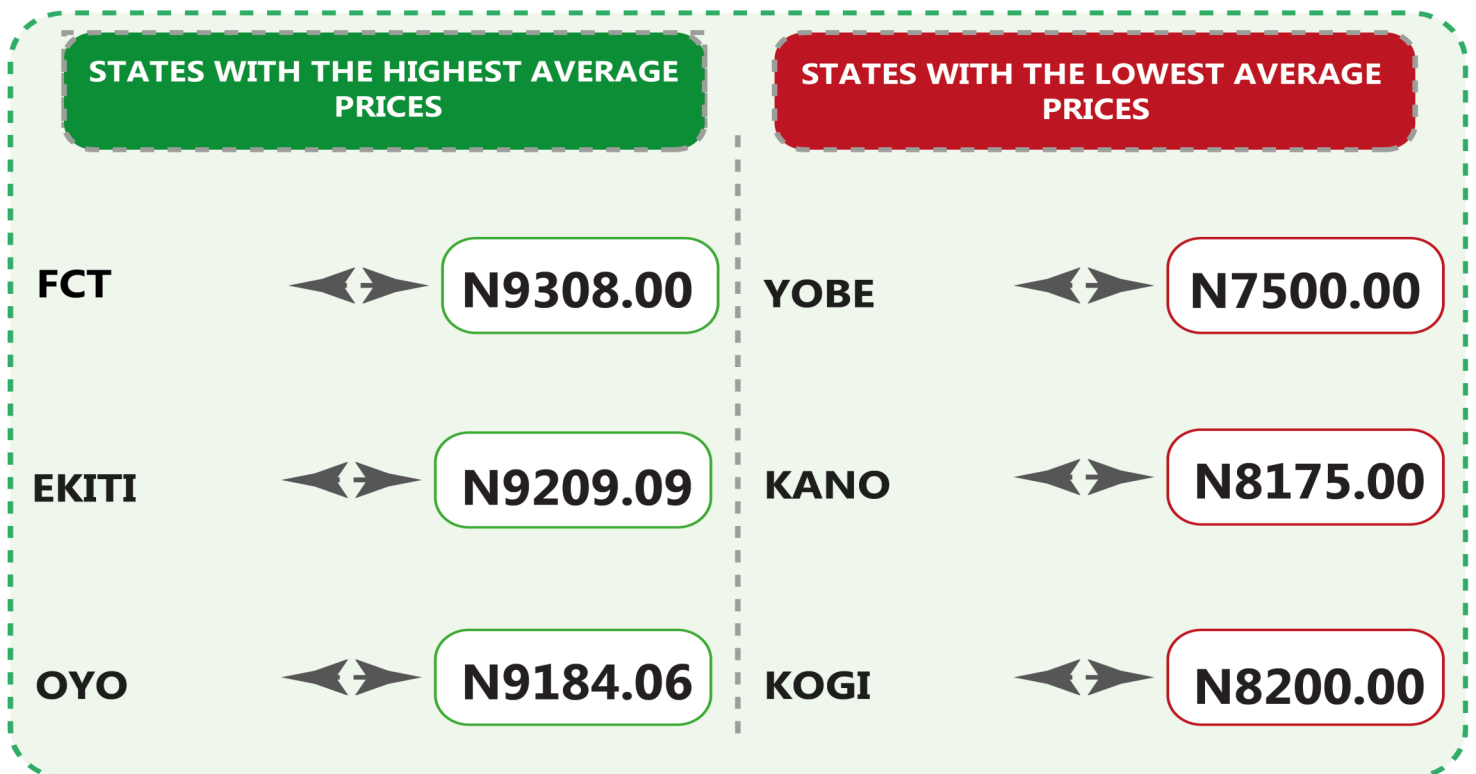 STATES WITH THE HIGHEST AVERAGE
PRICES
FCT N9308.00
EKITI N9209.09
OYO N9184.06
STATES WITH THE LOWEST AVERAGE
PRICES
YOBE N7500.00
KANO N8175.00
KOGI N8200.00